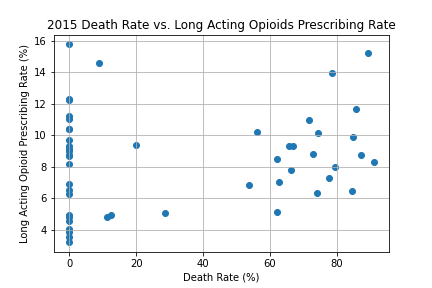 2015 Death Rate vs. Long Acting Opioids Prescribing Rate
Long Acting Opioid Prescribing Rate (%)
16
14
12
10
8
6
4
0 20 40 60 80
Death Rate (%)